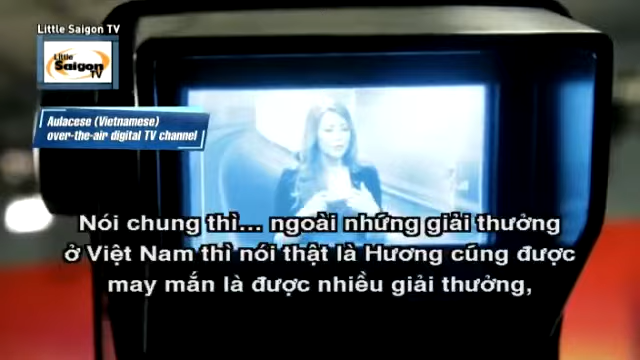 Little Saigon TV
Little
Saigon
TV
Aulacese (Vietnamese)
over-the-air digital TV channel
Nói chung thì... ngoài những giải thưởng
ở Việt Nam thì nói thật là Hương cũng được
may mắn là được nhiều giải thưởng,